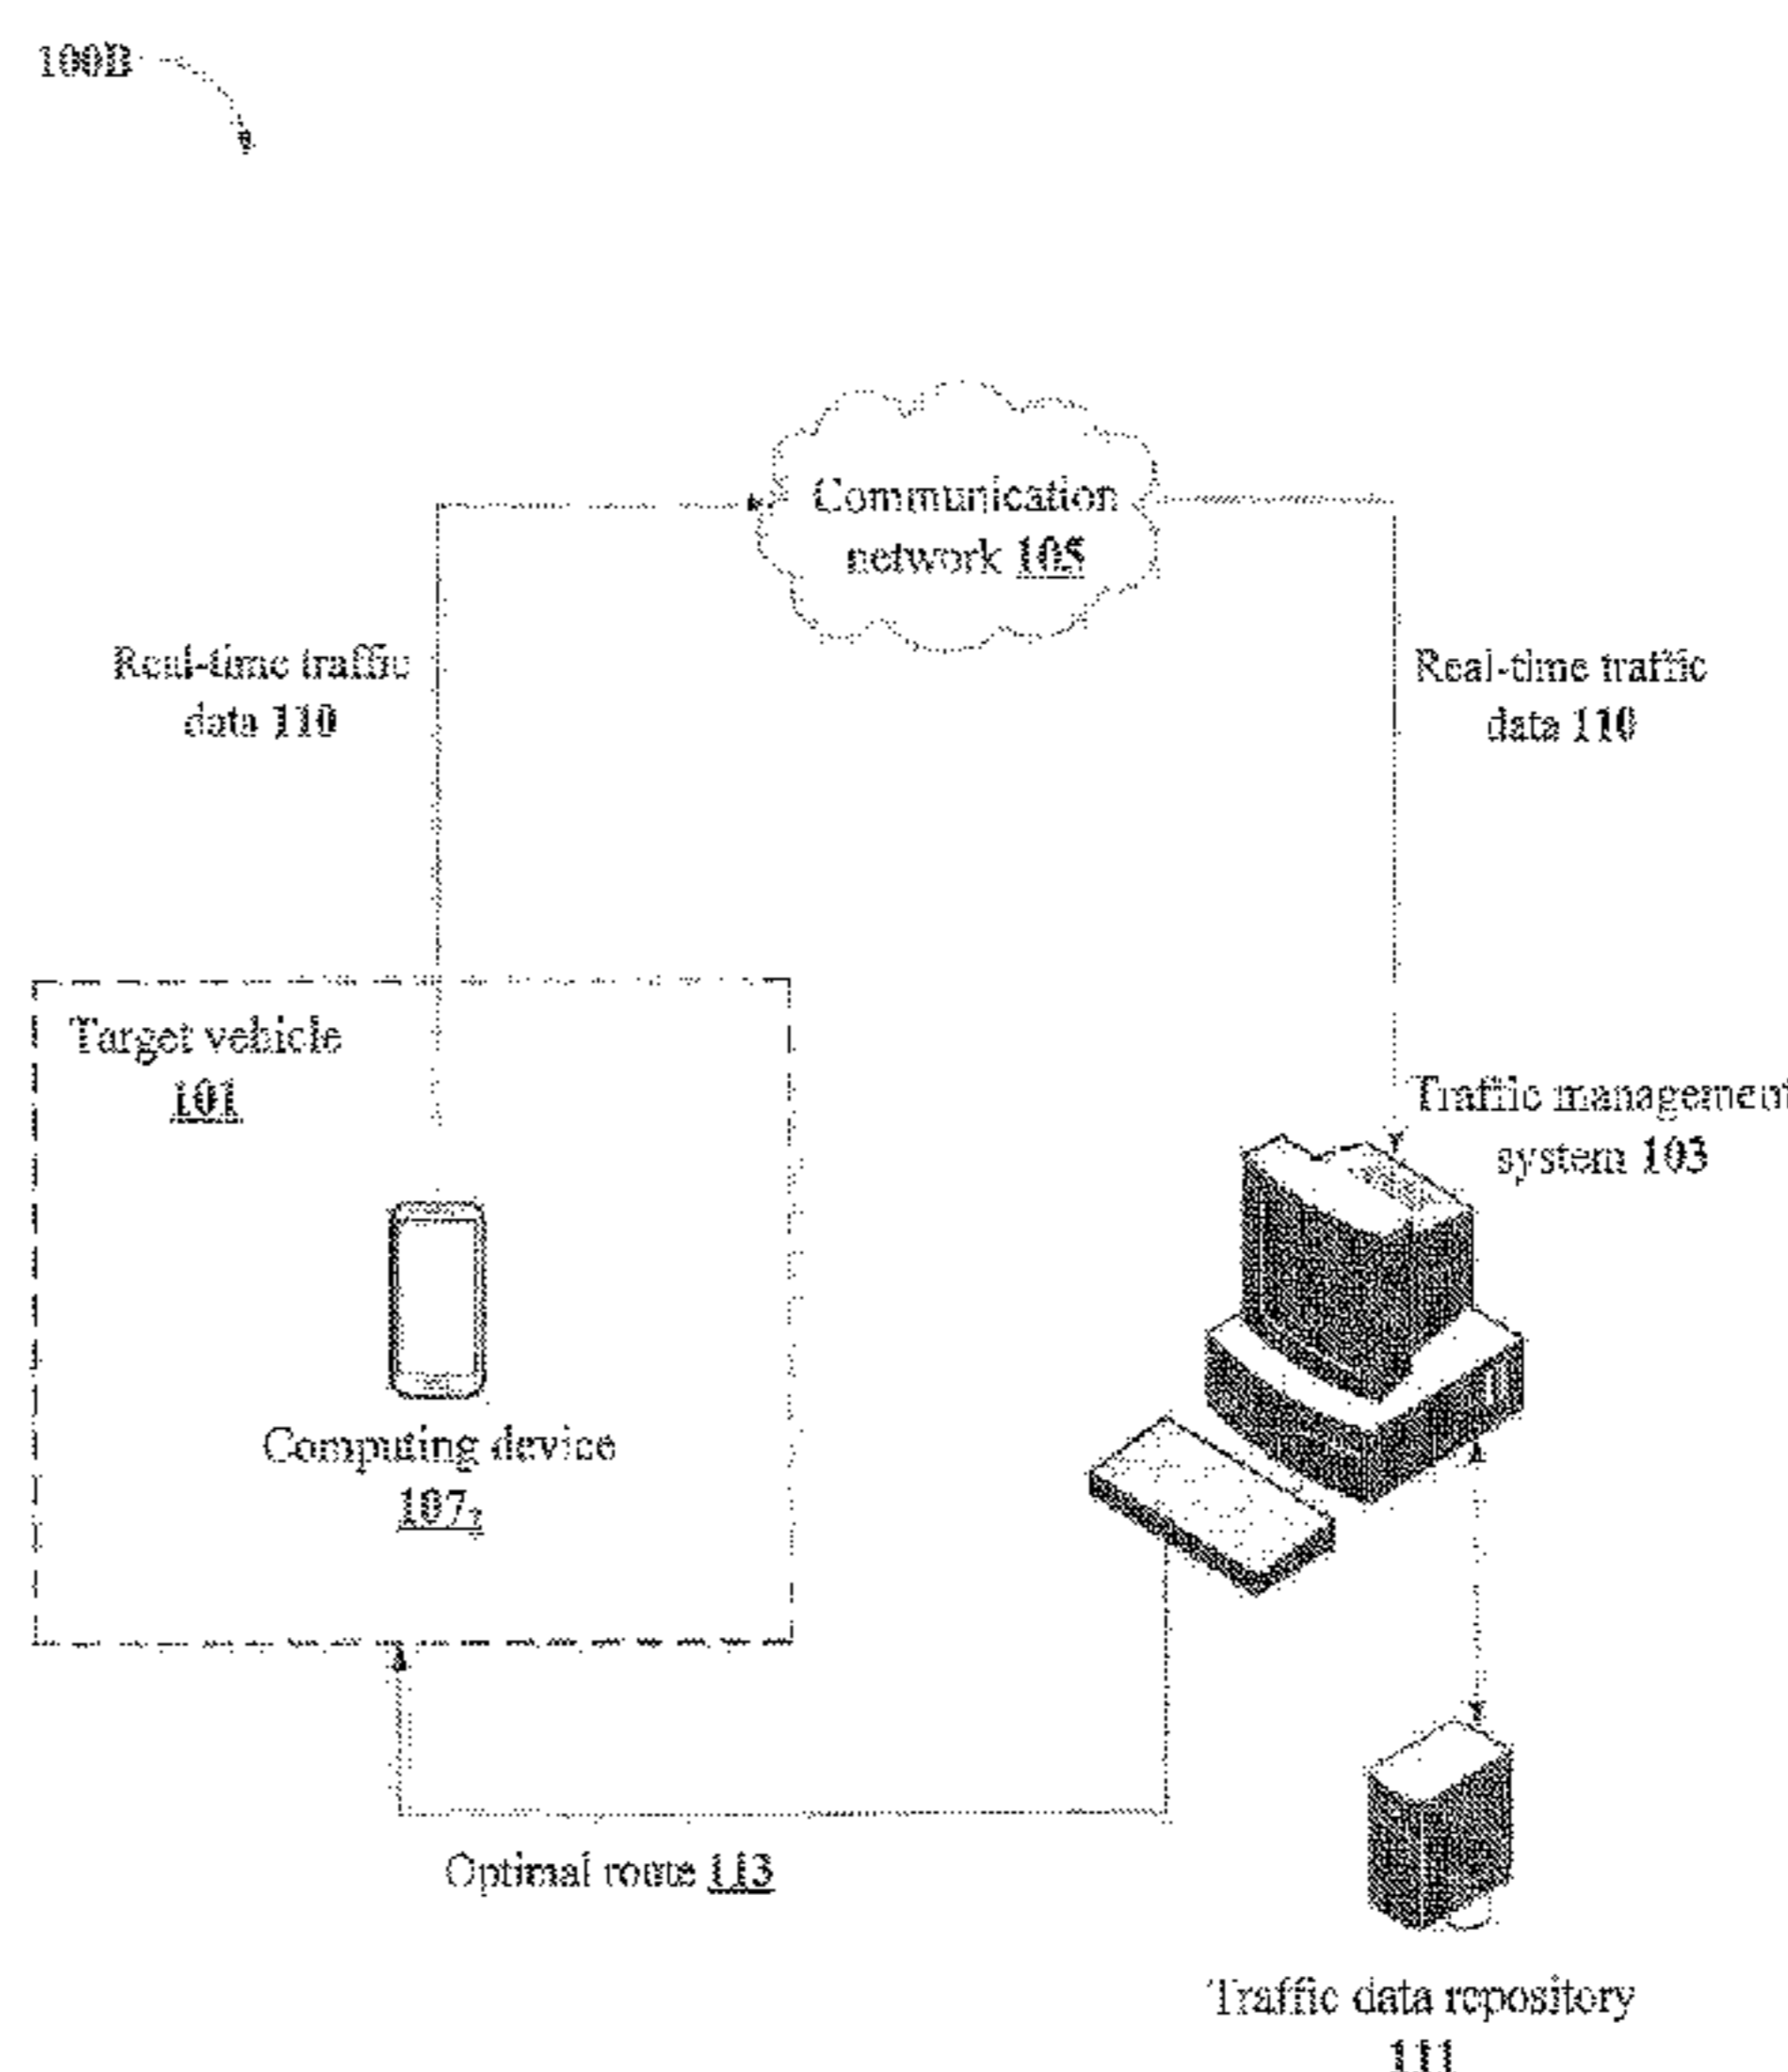 100B
Communication
network 105
Real-time traffic
data 110
Real-time traffic
data 110
Target vehicle
101
Traffic management
system 103
Computing device
107₂
Optimal route 113
Traffic data repository
111